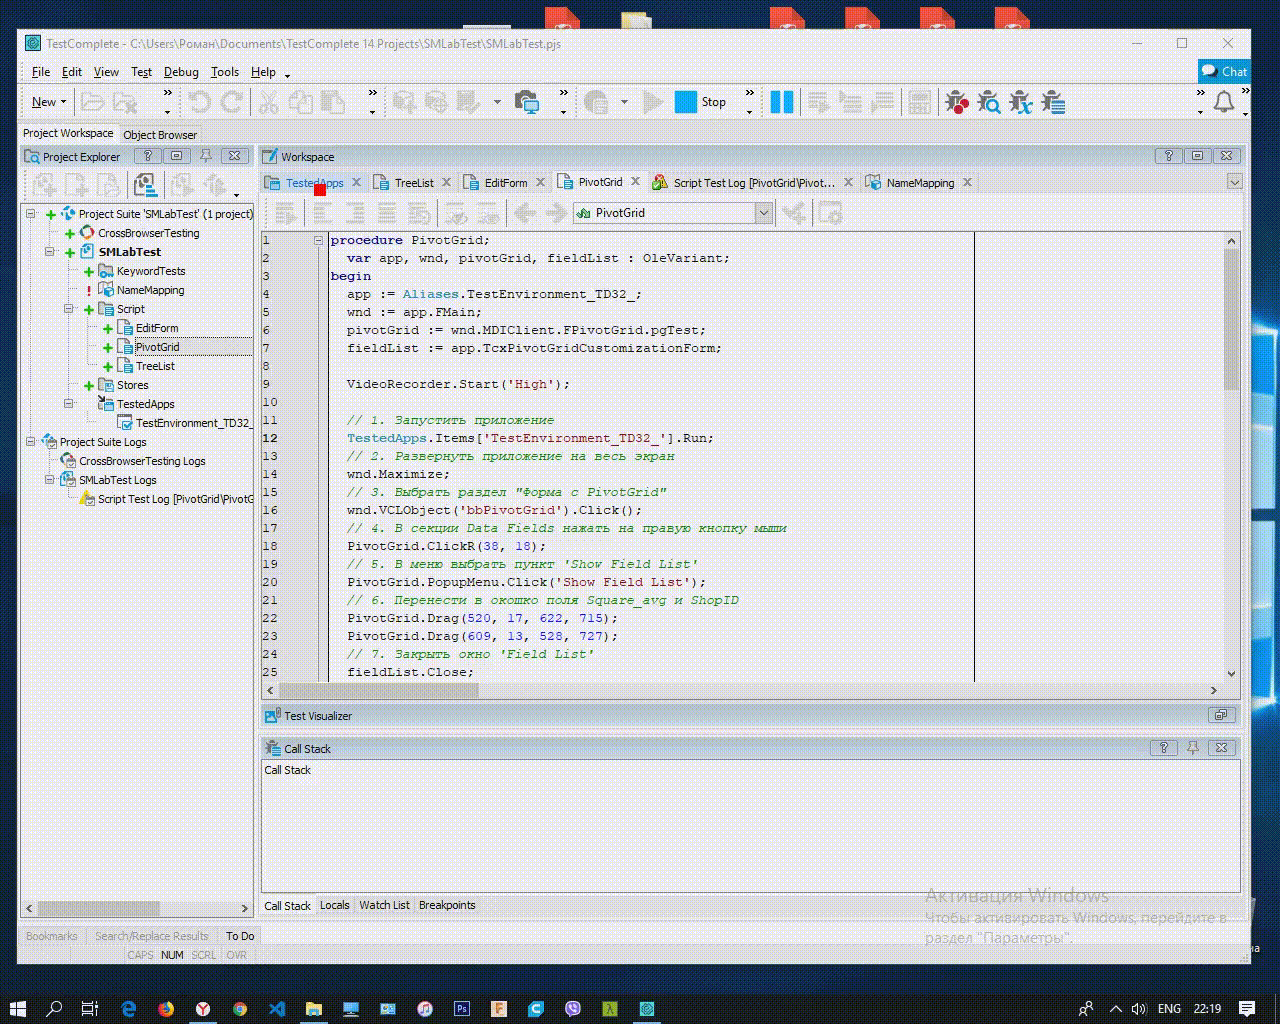 TestComplete - C:\Users\Роман\Documents\TestComplete 14 Projects\SMLabTest\SMLabTest.pjs
File Edit View Test Debug Tools Help
Chat
New Stop
Project Workspace Object Browser
Project Explorer
Workspace
TestedApps TreeList EditForm PivotGrid Script Test Log [PivotGrid\Pivot... NameMapping
PivotGrid
Project Suite 'SMLabTest' (1 project)
CrossBrowserTesting
SMLabTest
KeywordTests
NameMapping
Script
EditForm
PivotGrid
TreeList
Stores
TestedApps
TestEnvironment_TD32_
Project Suite Logs
CrossBrowserTesting Logs
SMLabTest Logs
Script Test Log [PivotGrid\PivotG
1 procedure PivotGrid;
2 var app, wnd, pivotGrid, fieldList : OleVariant;
3 begin
4 app := Aliases.TestEnvironment_TD32_;
5 wnd := app.FMain;
6 pivotGrid := wnd.MDIClient.FPivotGrid.pgTest;
7 fieldList := app.TcxPivotGridCustomizationForm;
8
9 VideoRecorder.Start('High');
10
11 // 1. Запустить приложение
12 TestedApps.Items['TestEnvironment_TD32_'].Run;
13 // 2. Развернуть приложение на весь экран
14 wnd.Maximize;
15 // 3. Выбрать раздел "Форма с PivotGrid"
16 wnd.VCLObject('bbPivotGrid').Click();
17 // 4. В секции Data Fields нажать на правую кнопку мыши
18 PivotGrid.ClickR(38, 18);
19 // 5. В меню выбрать пункт 'Show Field List'
20 PivotGrid.PopupMenu.Click('Show Field List');
21 // 6. Перенести в окошко поля Square_avg и ShopID
22 PivotGrid.Drag(520, 17, 622, 715);
23 PivotGrid.Drag(609, 13, 528, 727);
24 // 7. Закрыть окно 'Field List'
25 fieldList.Close;
Test Visualizer
Call Stack
Call Stack
Call Stack Locals Watch List Breakpoints
Активация Windows
Чтобы активировать Windows, перейдите в
раздел "Параметры".
Bookmarks Search/Replace Results To Do
CAPS NUM SCRL OVR
ENG 22:19